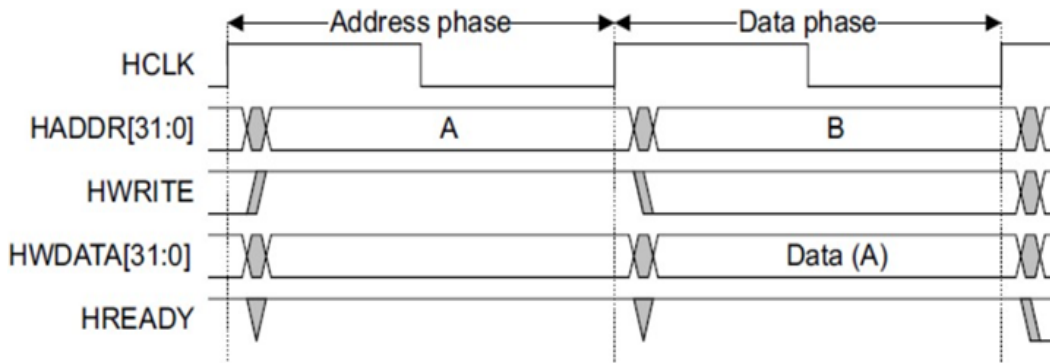 Address phase Data phase
HCLK
HADDR[31:0] A B
HWRITE
HWDATA[31:0] Data (A)
HREADY